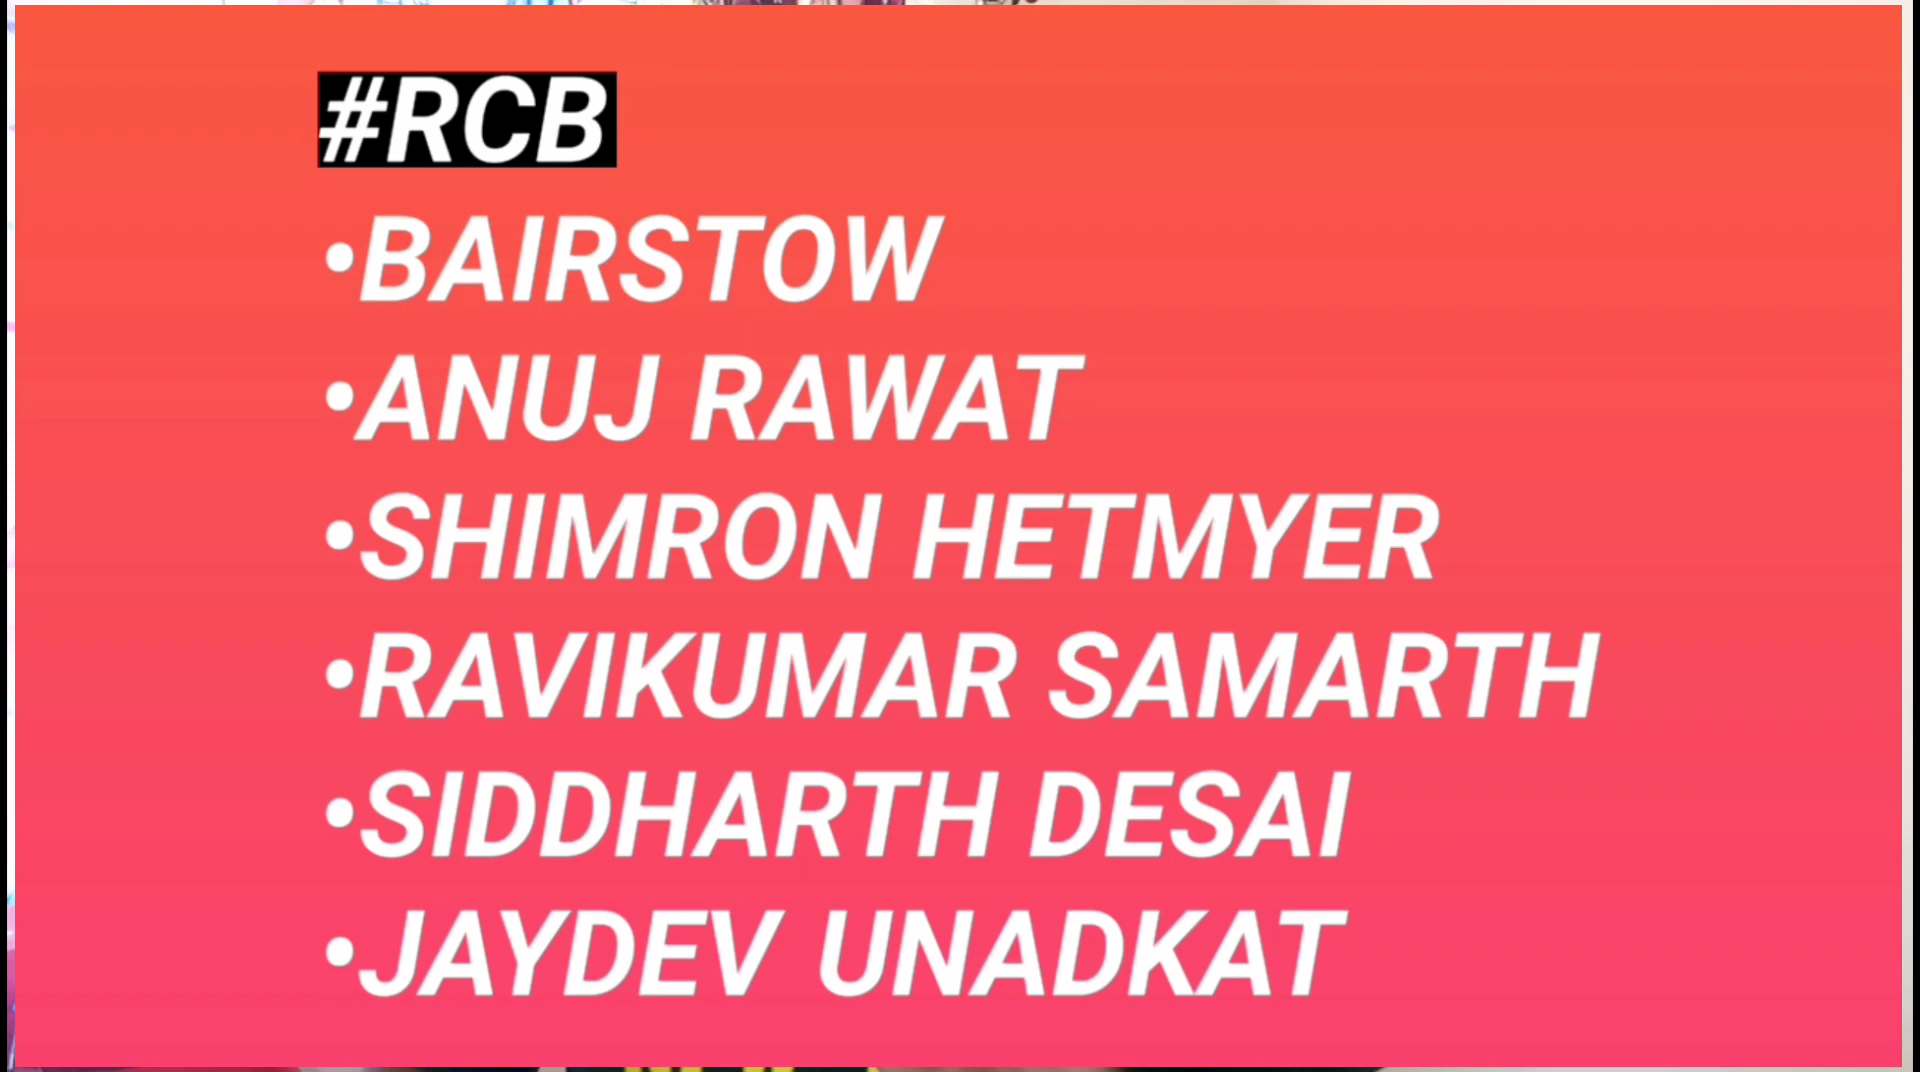 #RCB
•BAIRSTOW
•ANUJ RAWAT
•SHIMRON HETMYER
•RAVIKUMAR SAMARTH
•SIDDHARTH DESAI
•JAYDEV UNADKAT